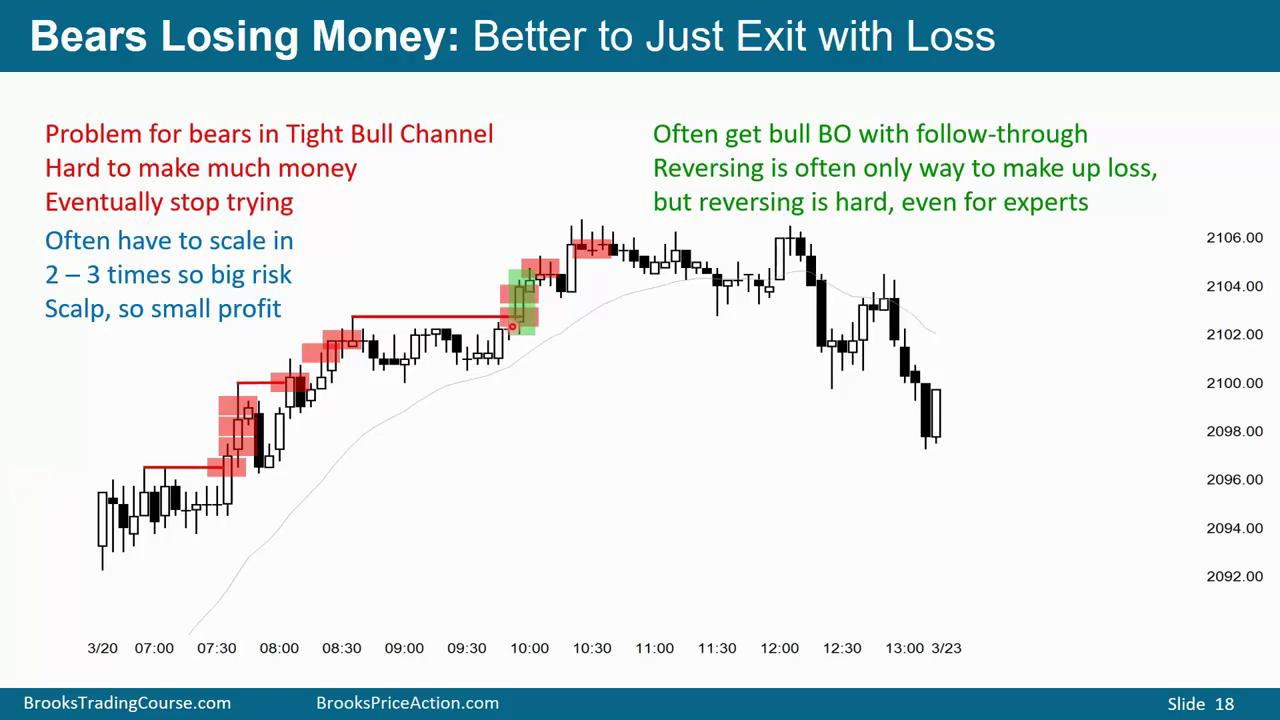 Bears Losing Money: Better to Just Exit with Loss
Problem for bears in Tight Bull Channel
Hard to make much money
Eventually stop trying
Often have to scale in
2 – 3 times so big risk
Scalp, so small profit
Often get bull BO with follow-through
Reversing is often only way to make up loss,
but reversing is hard, even for experts
2106.00
2104.00
2102.00
2100.00
2098.00
2096.00
2094.00
2092.00
3/20 07:00 07:30 08:00 08:30 09:00 09:30 10:00 10:30 11:00 11:30 12:00 12:30 13:00 3/23
BrooksTradingCourse.com BrooksPriceAction.com Slide 18